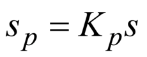 s_p = K_p s